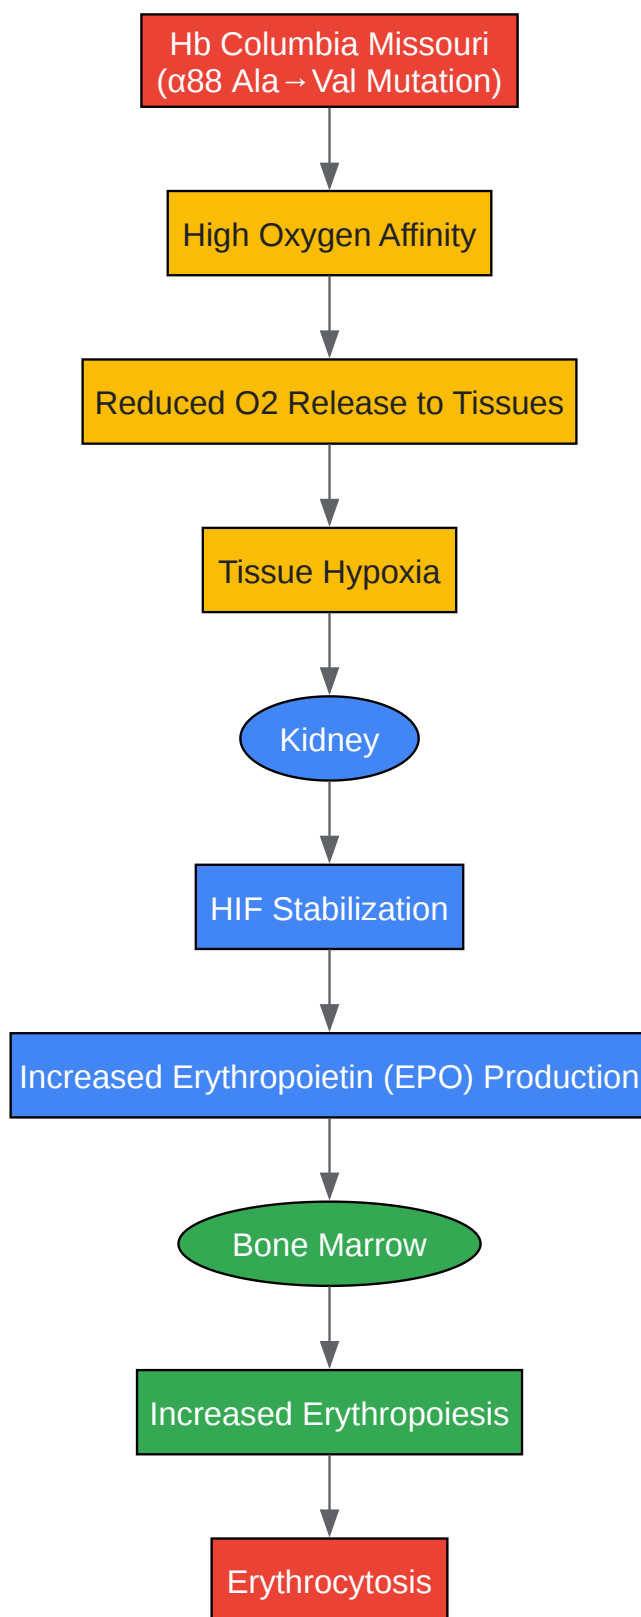 Hb Columbia Missouri
(α88 Ala→Val Mutation)
High Oxygen Affinity
Reduced O2 Release to Tissues
Tissue Hypoxia
Kidney
HIF Stabilization
Increased Erythropoietin (EPO) Production
Bone Marrow
Increased Erythropoiesis
Erythrocytosis